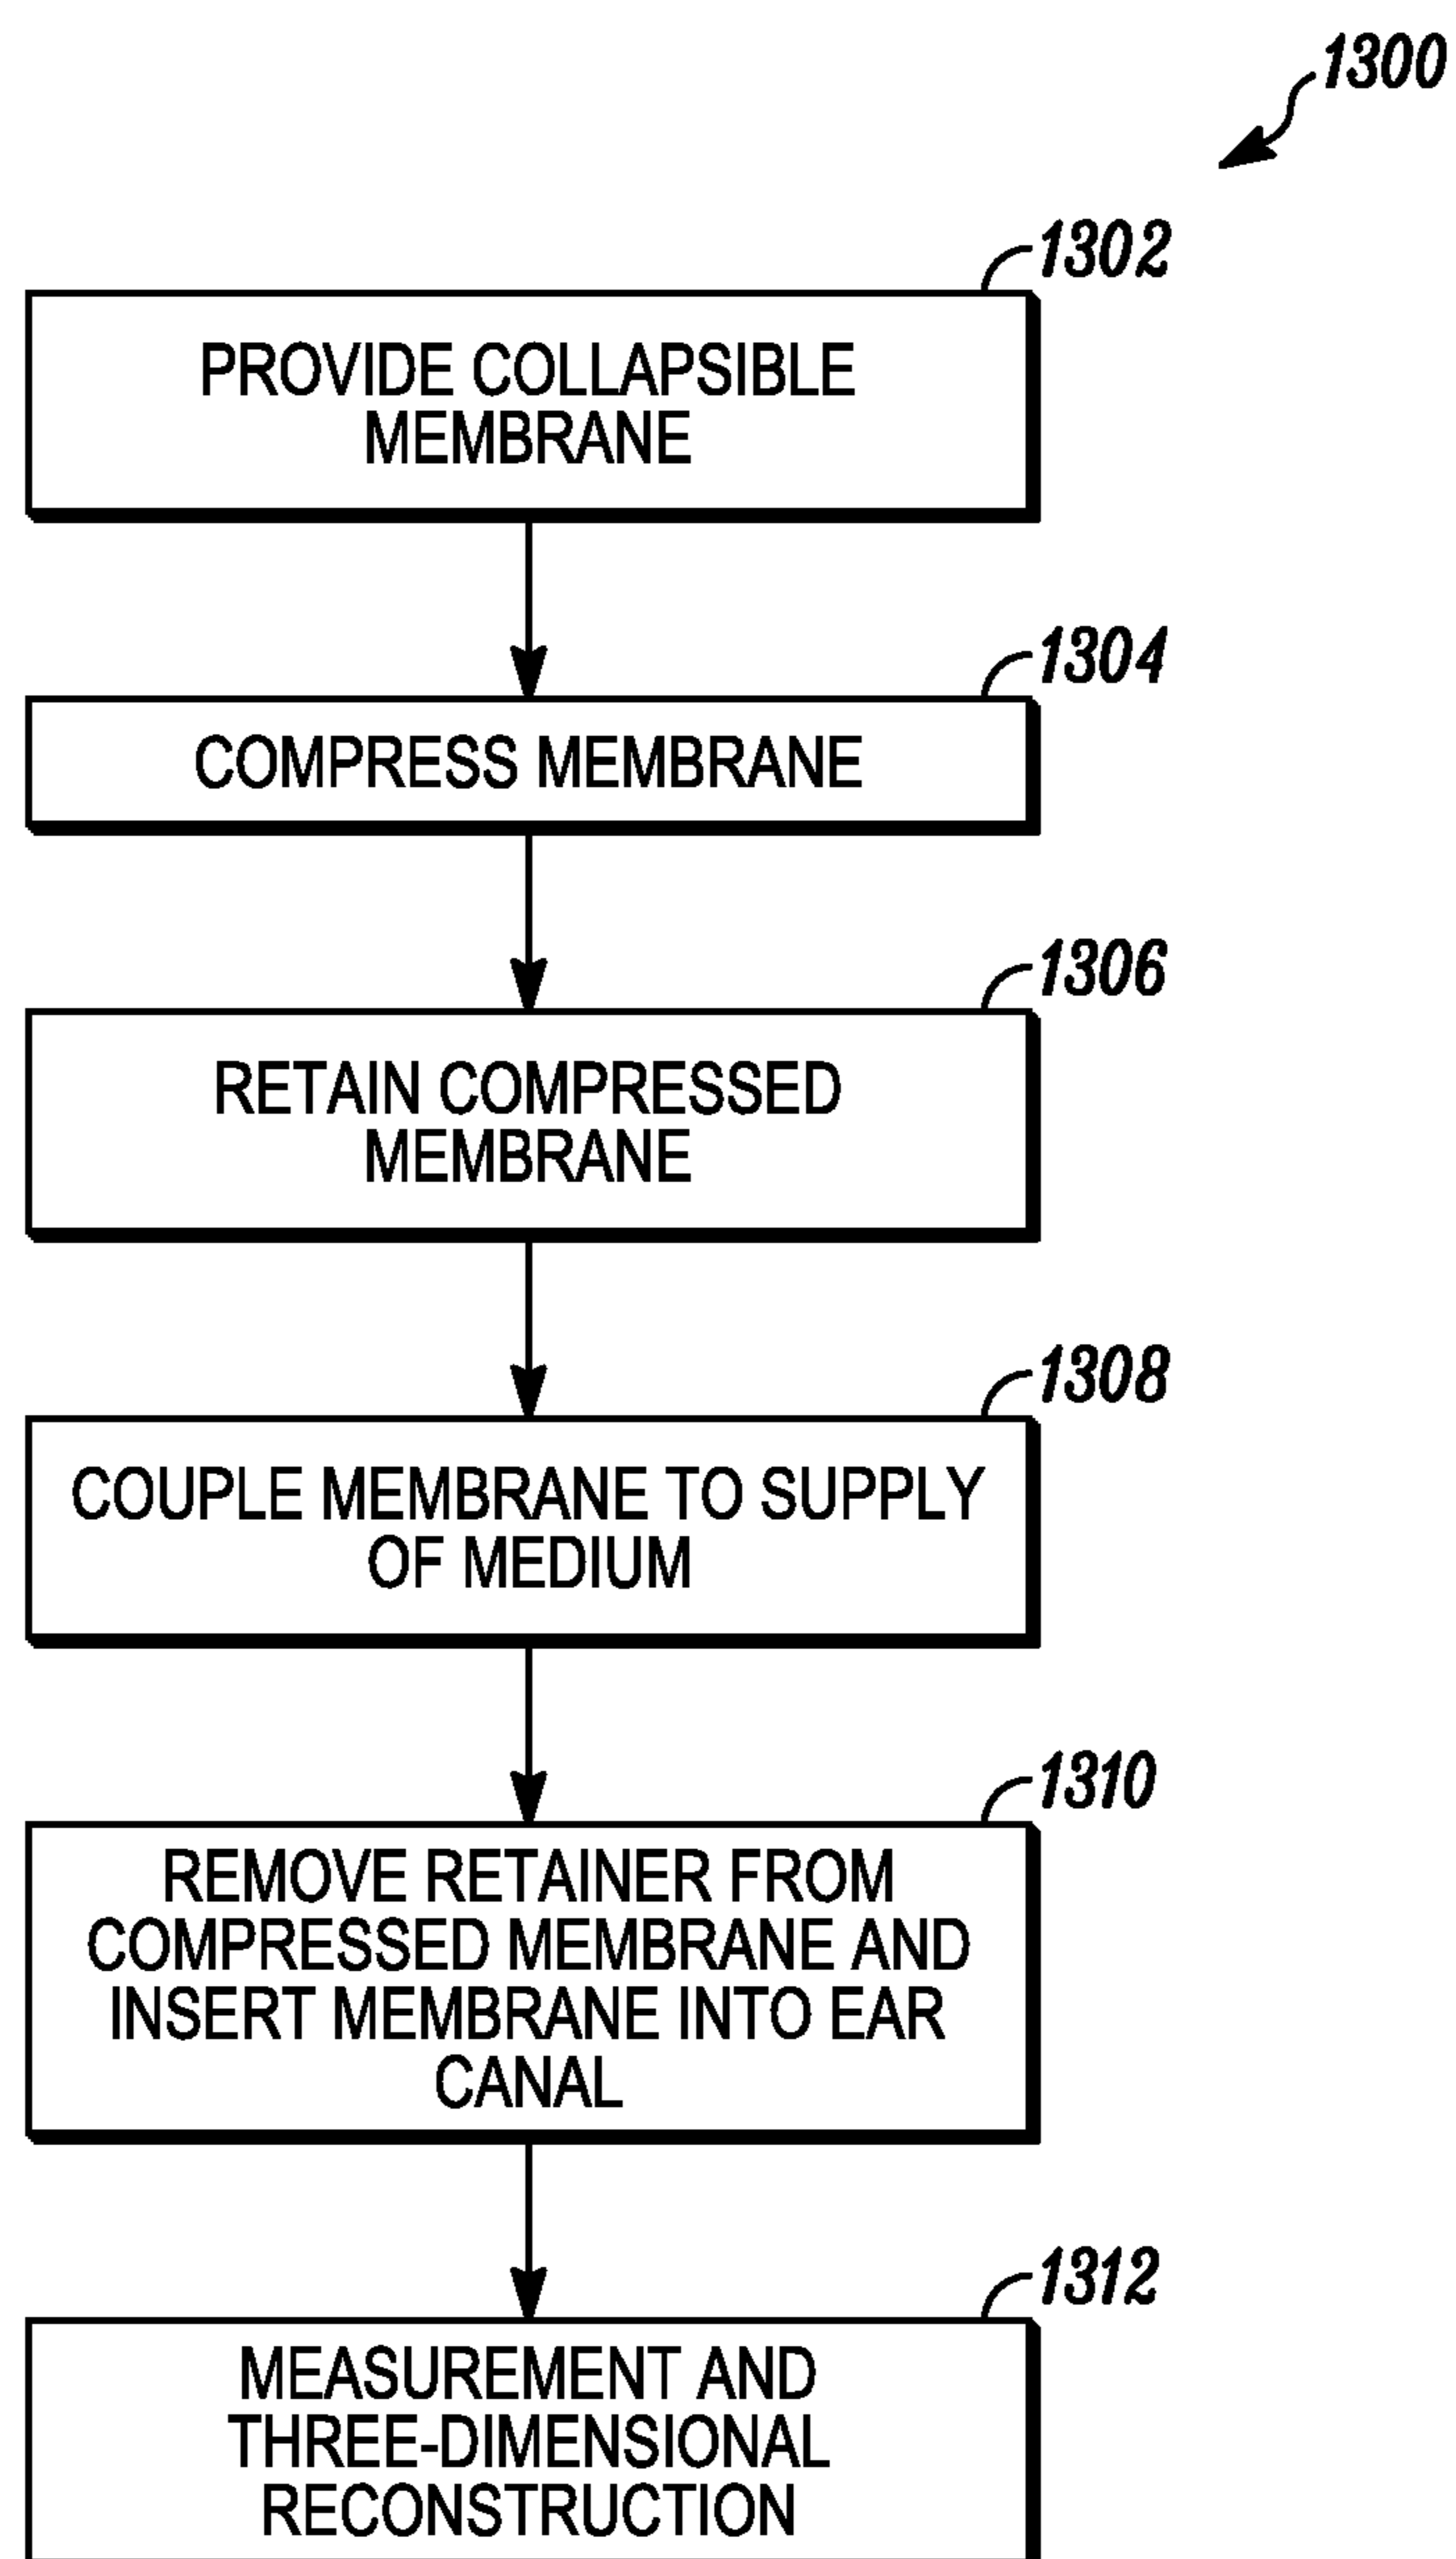 1300
1302
PROVIDE COLLAPSIBLE
MEMBRANE
1304
COMPRESS MEMBRANE
1306
RETAIN COMPRESSED
MEMBRANE
1308
COUPLE MEMBRANE TO SUPPLY
OF MEDIUM
1310
REMOVE RETAINER FROM
COMPRESSED MEMBRANE AND
INSERT MEMBRANE INTO EAR
CANAL
1312
MEASUREMENT AND
THREE-DIMENSIONAL
RECONSTRUCTION